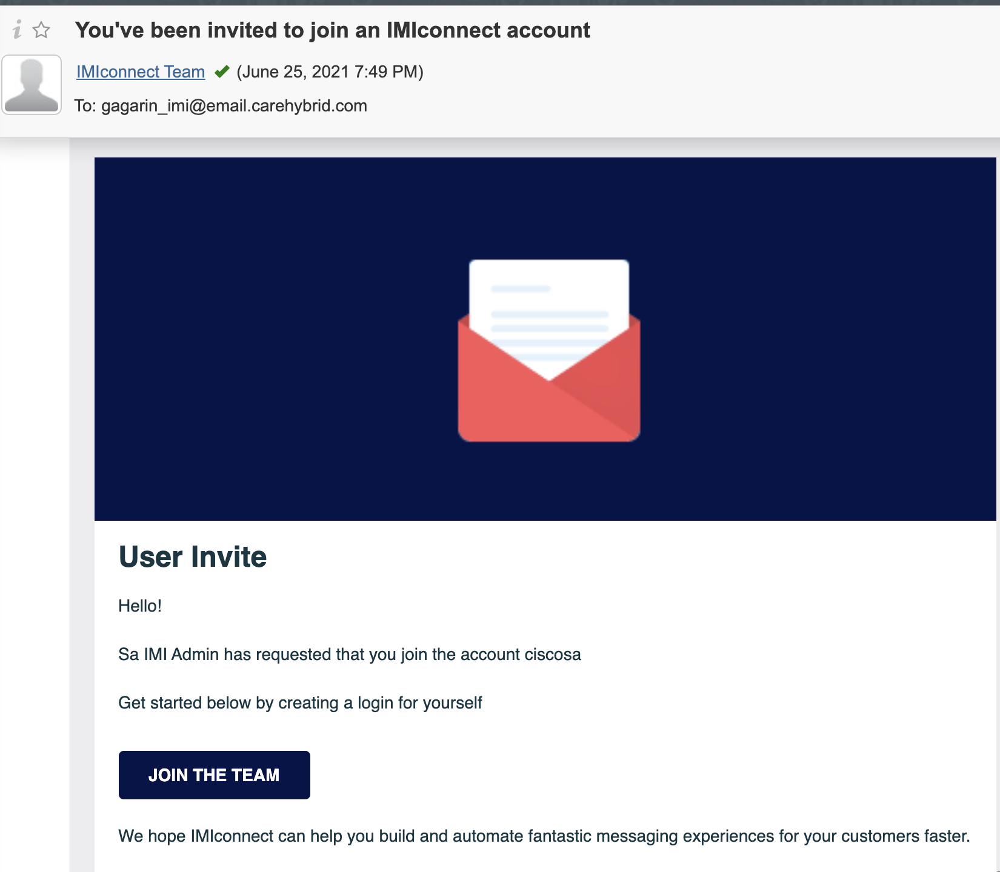 You've been invited to join an IMIconnect account
IMIconnect Team (June 25, 2021 7:49 PM)
To: gagarin_imi@email.carehybrid.com
User Invite
Hello!
Sa IMI Admin has requested that you join the account ciscosa
Get started below by creating a login for yourself
JOIN THE TEAM
We hope IMIconnect can help you build and automate fantastic messaging experiences for your customers faster.